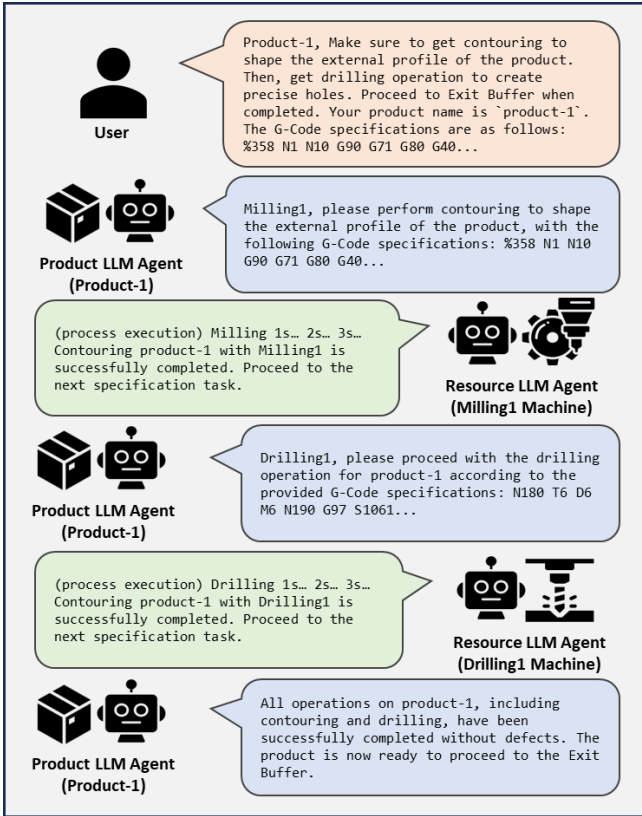 Product-1, Make sure to get contouring to
shape the external profile of the product.
Then, get drilling operation to create
precise holes. Proceed to Exit Buffer when
completed. Your product name is `product-1`.
The G-Code specifications are as follows:
%358 N1 N10 G90 G71 G80 G40...
User
Milling1, please perform contouring to shape
the external profile of the product, with the
following G-Code specifications: %358 N1 N10
G90 G71 G80 G40...
Product LLM Agent
(Product-1)
(process execution) Milling 1s… 2s… 3s…
Contouring product-1 with Milling1 is
successfully completed. Proceed to the
next specification task.
Resource LLM Agent
(Milling1 Machine)
Drilling1, please proceed with the drilling
operation for product-1 according to the
provided G-Code specifications: N180 T6 D6
M6 N190 G97 S1061...
Product LLM Agent
(Product-1)
(process execution) Drilling 1s… 2s… 3s…
Contouring product-1 with Drilling1 is
successfully completed. Proceed to the
next specification task.
Resource LLM Agent
(Drilling1 Machine)
All operations on product-1, including
contouring and drilling, have been
successfully completed without defects. The
product is now ready to proceed to the Exit
Buffer.
Product LLM Agent
(Product-1)